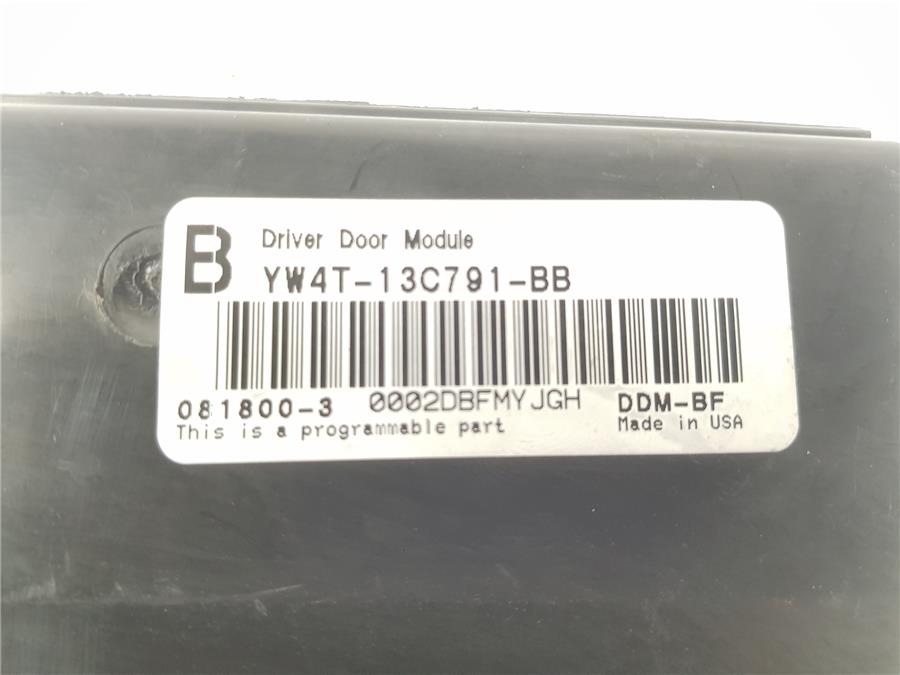 B
Driver Door Module
YW4T-13C791-BB
081800-3 0002DBFMYJGH DDM-BF
This is a programmable part Made in USA